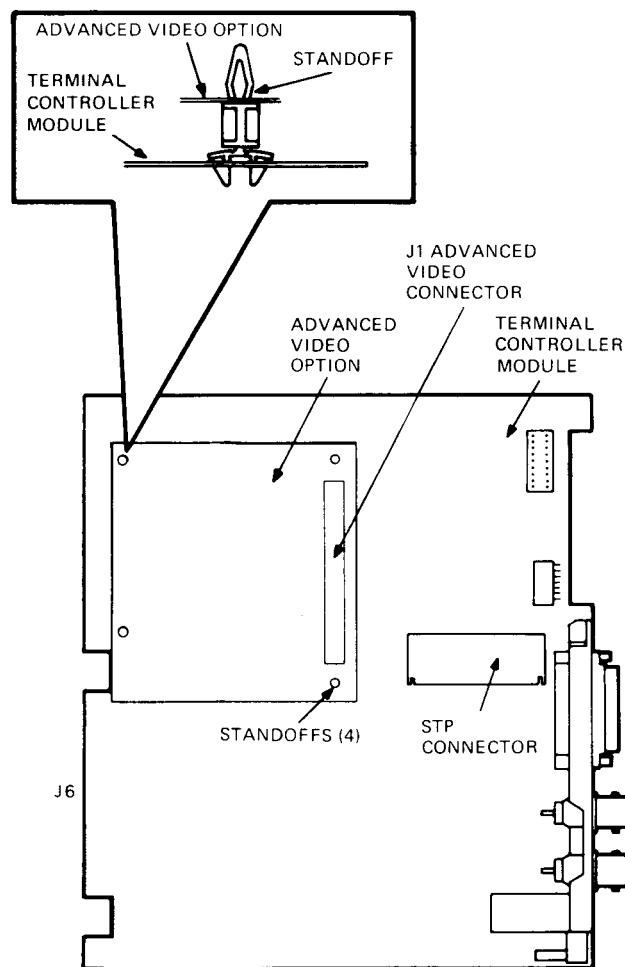 ADVANCED VIDEO OPTION
STANDOFF
TERMINAL
CONTROLLER
MODULE
J1 ADVANCED
VIDEO
CONNECTOR
ADVANCED
VIDEO
OPTION
TERMINAL
CONTROLLER
MODULE
STANDOFFS (4)
STP
CONNECTOR
J6